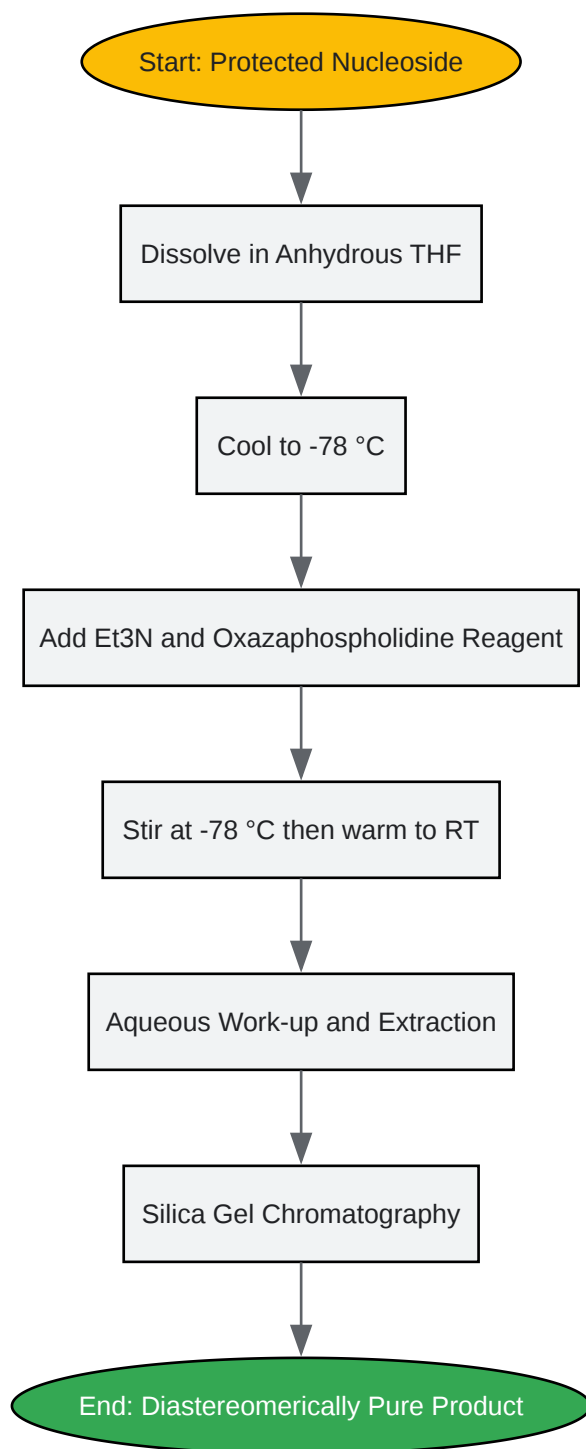 Start: Protected Nucleoside
Dissolve in Anhydrous THF
Cool to -78 °C
Add Et3N and Oxazaphospholidine Reagent
Stir at -78 °C then warm to RT
Aqueous Work-up and Extraction
Silica Gel Chromatography
End: Diastereomerically Pure Product